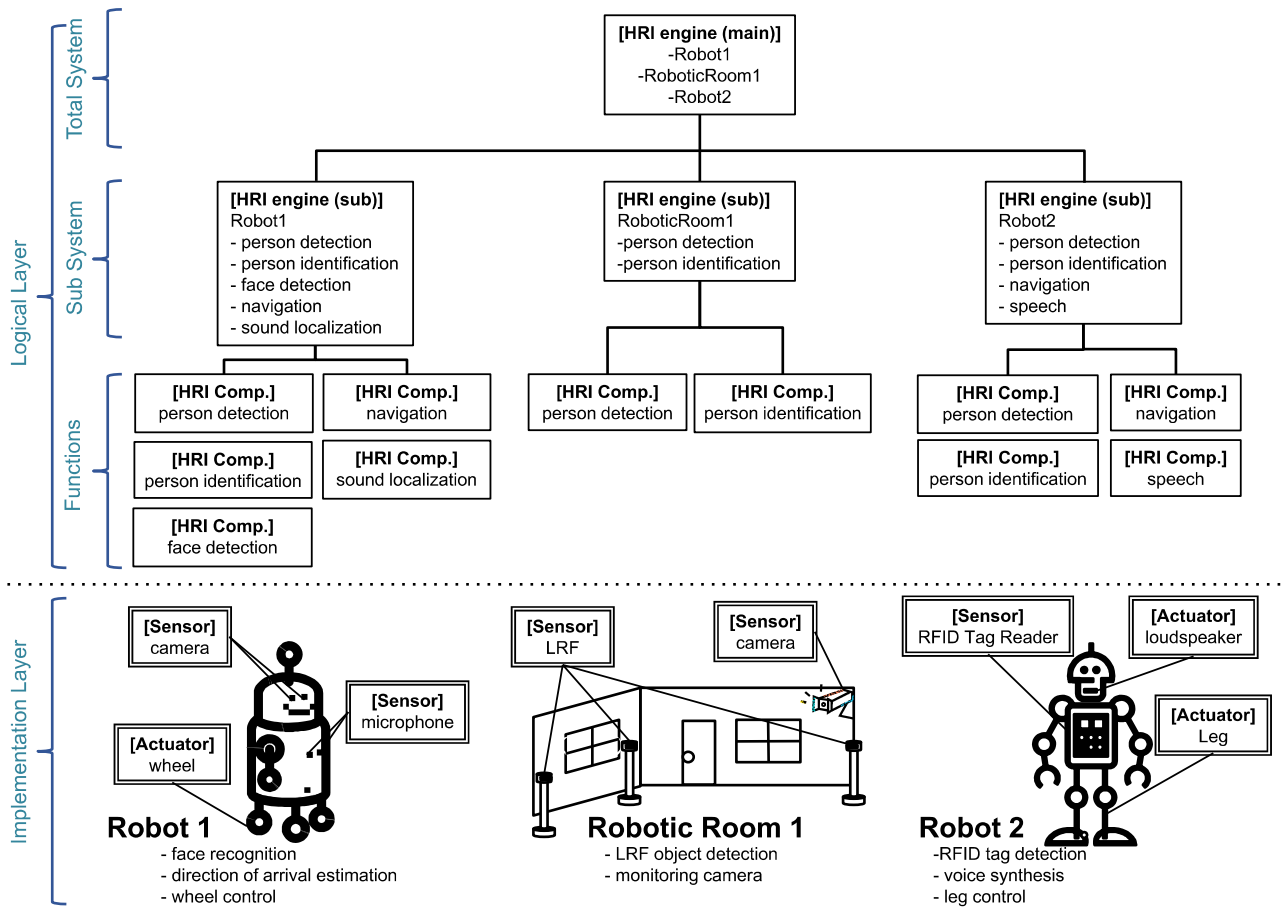 Logical Layer
Total System
[HRI engine (main)]
-Robot1
-RoboticRoom1
-Robot2
Sub System
[HRI engine (sub)]
Robot1
- person detection
- person identification
- face detection
- navigation
- sound localization
[HRI engine (sub)]
RoboticRoom1
-person detection
-person identification
[HRI engine (sub)]
Robot2
- person detection
- person identification
- navigation
- speech
Functions
[HRI Comp.]
person detection
[HRI Comp.]
navigation
[HRI Comp.]
person identification
[HRI Comp.]
sound localization
[HRI Comp.]
face detection
[HRI Comp.]
person detection
[HRI Comp.]
person identification
[HRI Comp.]
person detection
[HRI Comp.]
navigation
[HRI Comp.]
person identification
[HRI Comp.]
speech
Implementation Layer
[Sensor]
camera
[Sensor]
microphone
[Actuator]
wheel
Robot 1
- face recognition
- direction of arrival estimation
- wheel control
[Sensor]
LRF
[Sensor]
camera
Robotic Room 1
- LRF object detection
- monitoring camera
[Sensor]
RFID Tag Reader
[Actuator]
loudspeaker
[Actuator]
Leg
Robot 2
-RFID tag detection
- voice synthesis
- leg control